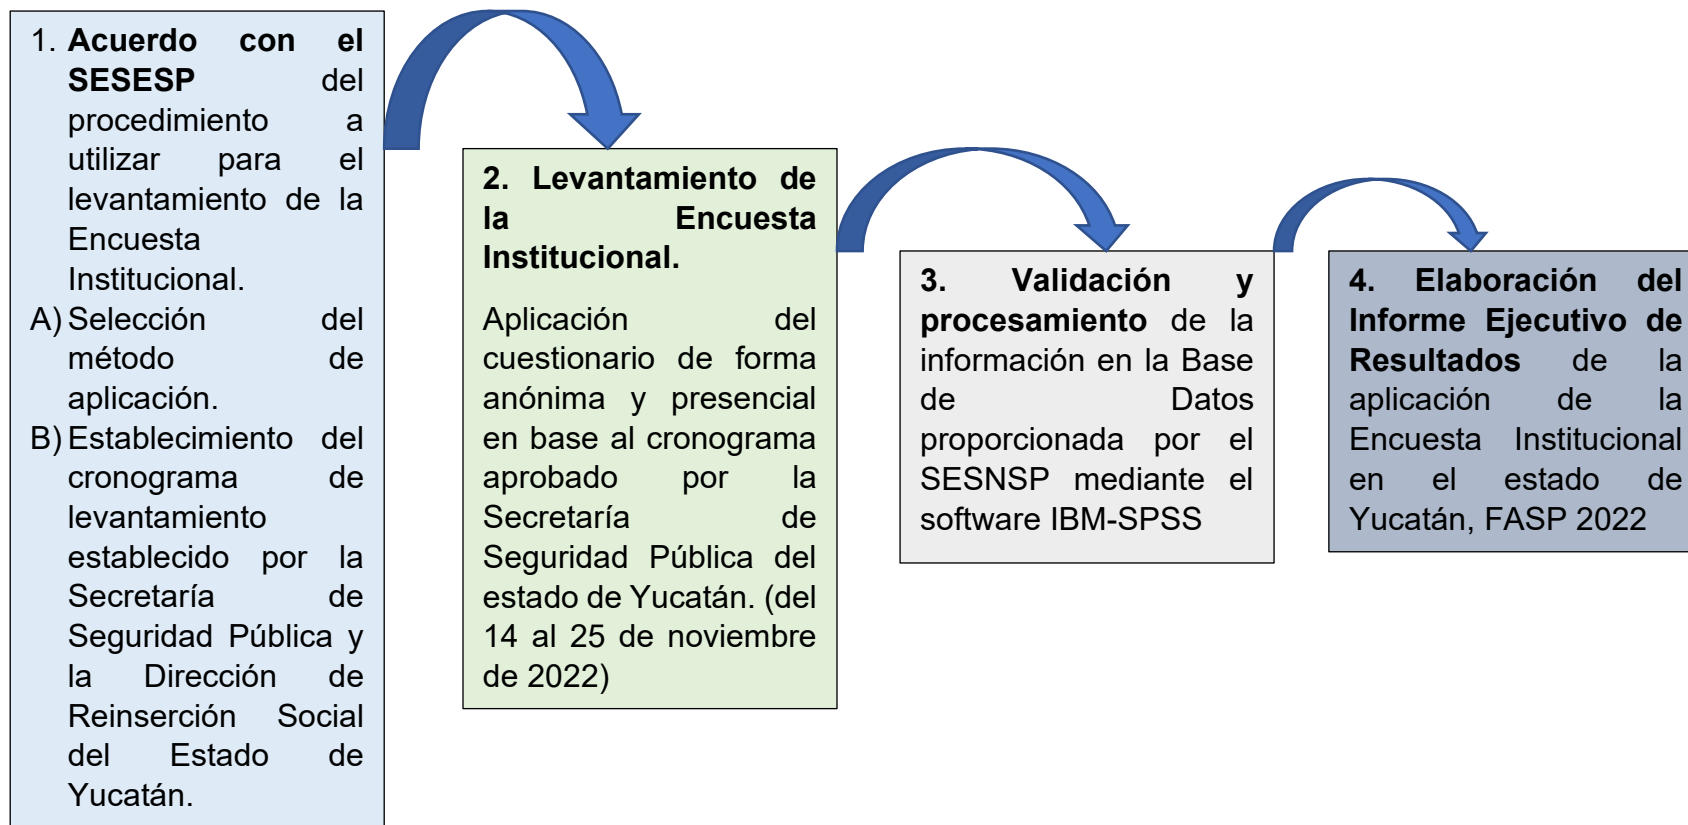 1. Acuerdo con el
SESESP del
procedimiento a
utilizar para el
levantamiento de la
Encuesta
Institucional.
A) Selección del
método de
aplicación.
B) Establecimiento del
cronograma de
levantamiento
establecido por la
Secretaría de
Seguridad Pública y
la Dirección de
Reinserción Social
del Estado de
Yucatán.
2. Levantamiento de
la Encuesta
Institucional.
Aplicación del
cuestionario de forma
anónima y presencial
en base al cronograma
aprobado por la
Secretaría de
Seguridad Pública del
estado de Yucatán. (del
14 al 25 de noviembre
de 2022)
3. Validación y
procesamiento de la
información en la Base
de Datos
proporcionada por el
SESNSP mediante el
software IBM-SPSS
4. Elaboración del
Informe Ejecutivo de
Resultados de la
aplicación de la
Encuesta Institucional
en el estado de
Yucatán, FASP 2022